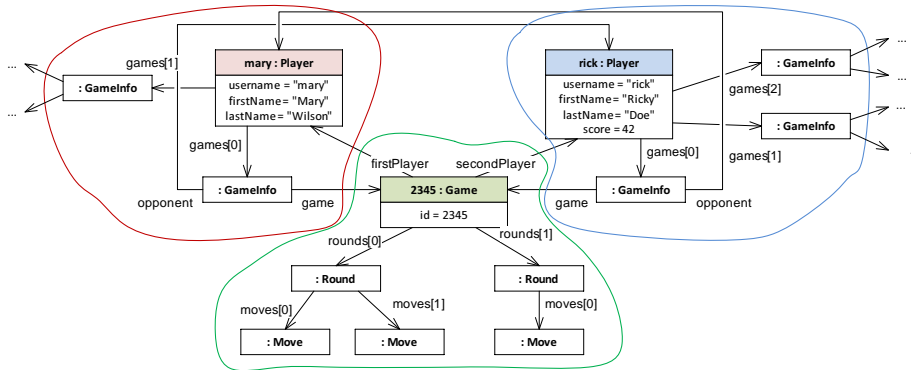 mary : Player
username = "mary"
firstName= "Mary"
lastName= "Wilson"
rick : Player
username = "rick"
firstName= "Ricky"
lastName= "Doe"
score = 42
...
games[1]
: GameInfo
...
: GameInfo
games[2]
...
...
: GameInfo
games[1]
...
games[0]
firstPlayer
secondPlayer
games[0]
: GameInfo
opponent
game
2345 : Game
id = 2345
game
: GameInfo
opponent
rounds[0]
rounds[1]
: Round
: Round
moves[0]
moves[1]
moves[0]
: Move
: Move
: Move